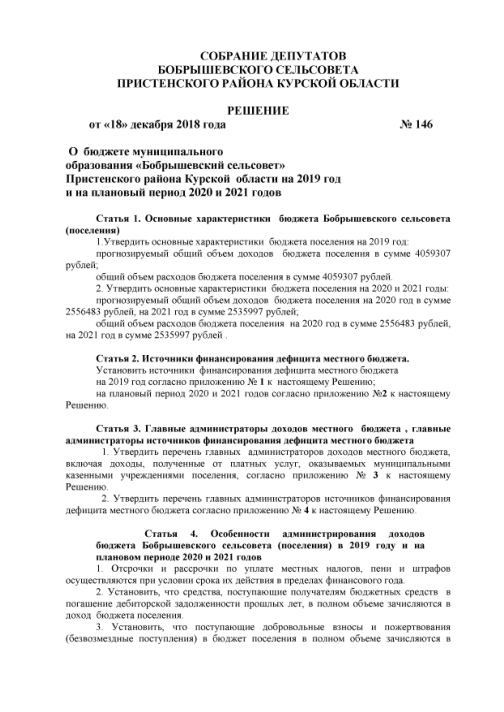 СОБРАНИЕ ДЕПУТАТОВ
БОБРЫШЕВСКОГО СЕЛЬСОВЕТА
ПРИСТЕНСКОГО РАЙОНА КУРСКОЙ ОБЛАСТИ
РЕШЕНИЕ
от «18» декабря 2018 года № 146
О бюджете муниципального
образования «Бобрышевский сельсовет»
Пристенского района Курской области на 2019 год
и на плановый период 2020 и 2021 годов
Статья 1. Основные характеристики бюджета Бобрышевского сельсовета
(поселения)
1.Утвердить основные характеристики бюджета поселения на 2019 год:
прогнозируемый общий объем доходов бюджета поселения в сумме 4059307
рублей;
общий объем расходов бюджета поселения в сумме 4059307 рублей.
2. Утвердить основные характеристики бюджета поселения на 2020 и 2021 годы:
прогнозируемый общий объем доходов бюджета поселения на 2020 год в сумме
2556483 рублей, на 2021 год в сумме 2535997 рублей;
общий объем расходов бюджета поселения на 2020 год в сумме 2556483 рублей,
на 2021 год в сумме 2535997 рублей .
Статья 2. Источники финансирования дефицита местного бюджета.
Установить источники финансирования дефицита местного бюджета
на 2019 год согласно приложению № 1 к настоящему Решению;
на плановый период 2020 и 2021 годов согласно приложению №2 к настоящему
Решению.
Статья 3. Главные администраторы доходов местного бюджета , главные
администраторы источников финансирования дефицита местного бюджета
1. Утвердить перечень главных администраторов доходов местного бюджета,
включая доходы, полученные от платных услуг, оказываемых муниципальными
казенными учреждениями поселения, согласно приложению № 3 к настоящему
Решению.
2. Утвердить перечень главных администраторов источников финансирования
дефицита местного бюджета согласно приложению № 4 к настоящему Решению.
Статья 4. Особенности администрирования доходов
бюджета Бобрышевского сельсовета (поселения) в 2019 году и на
плановом периоде 2020 и 2021 годов
1. Отсрочки и рассрочки по уплате местных налогов, пени и штрафов
осуществляются при условии срока их действия в пределах финансового года.
2. Установить, что средства, поступающие получателям бюджетных средств в
погашение дебиторской задолженности прошлых лет, в полном объеме зачисляются в
доход бюджета поселения.
3. Установить, что поступающие добровольные взносы и пожертвования
(безвозмездные поступления) в бюджет поселения в полном объеме зачисляются в